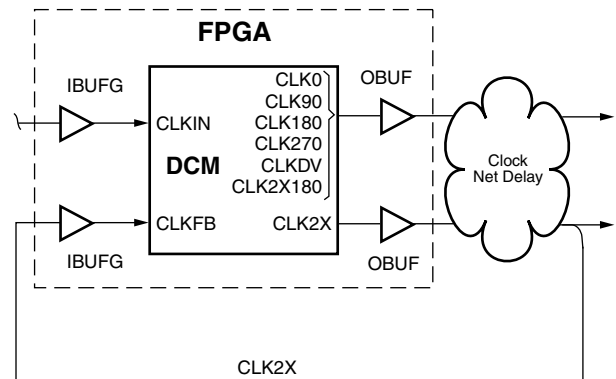 FPGA
IBUFG
CLKIN
DCM
CLKFB
IBUFG
CLK0
CLK90
CLK180
CLK270
CLKDV
CLK2X180
CLK2X
OBUF
OBUF
Clock
Net Delay
CLK2X